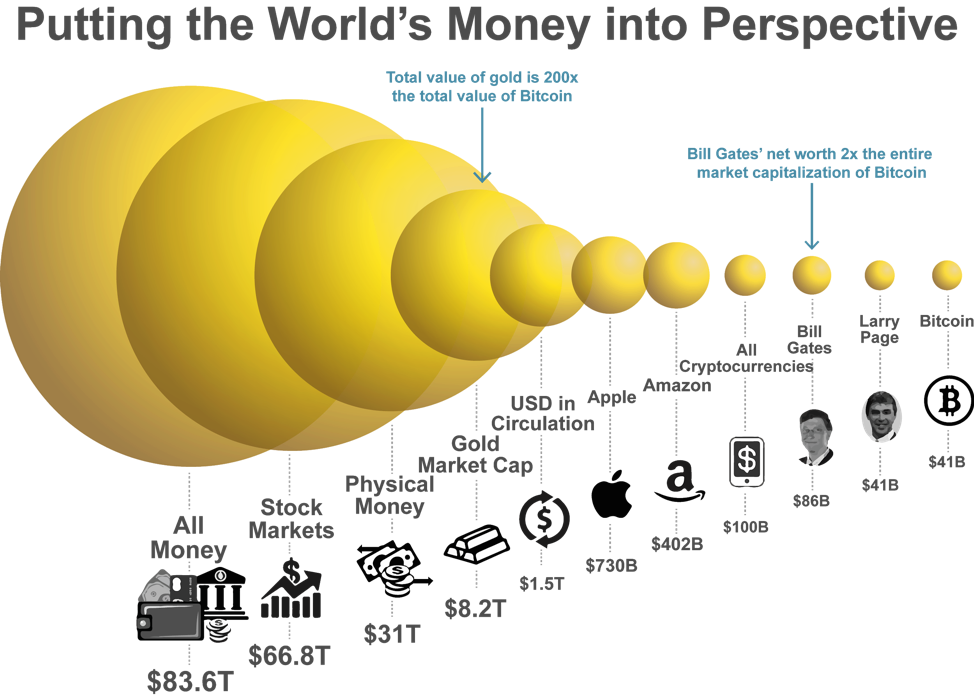 Putting the World's Money into Perspective
Total value of gold is 200x
the total value of Bitcoin
Bill Gates' net worth 2x the entire
market capitalization of Bitcoin
All
Money
$83.6T
Stock
Markets
$66.8T
Physical
Money
$31T
Gold
Market Cap
$8.2T
USD in
Circulation
$1.5T
Apple
$730B
Amazon
a
$402B
All
Cryptocurrencies
$
$100B
Bill
Gates
$86B
Larry
Page
$41B
Bitcoin
$41B